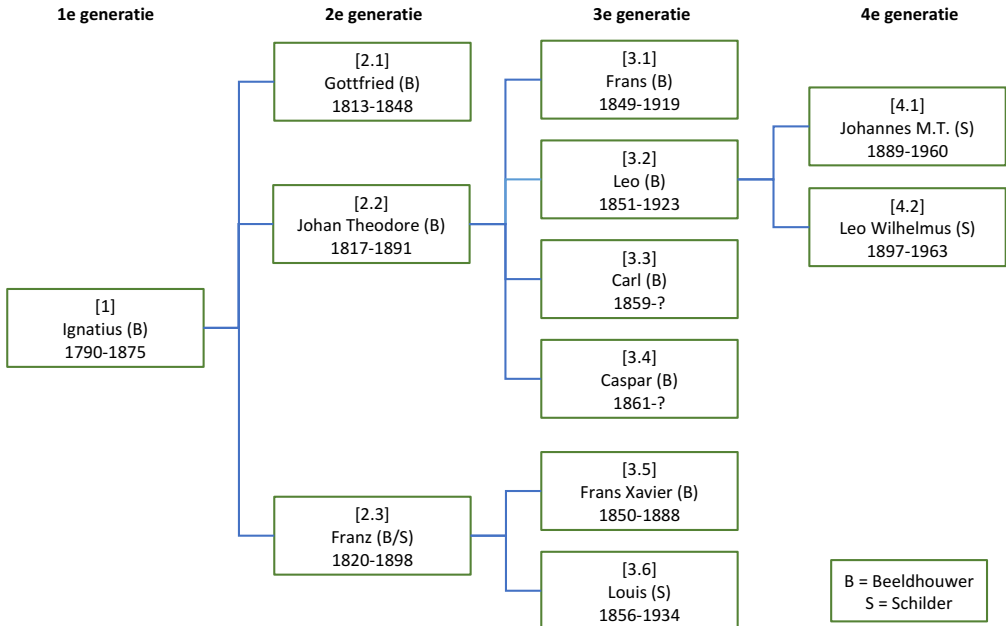 1e generatie
2e generatie
3e generatie
4e generatie
[1]
Ignatius (B)
1790-1875
[2.1]
Gottfried (B)
1813-1848
[2.2]
Johan Theodore (B)
1817-1891
[2.3]
Franz (B/S)
1820-1898
[3.1]
Frans (B)
1849-1919
[3.2]
Leo (B)
1851-1923
[3.3]
Carl (B)
1859-?
[3.4]
Caspar (B)
1861-?
[3.5]
Frans Xavier (B)
1850-1888
[3.6]
Louis (S)
1856-1934
[4.1]
Johannes M.T. (S)
1889-1960
[4.2]
Leo Wilhelmus (S)
1897-1963
B = Beeldhouwer
S = Schilder